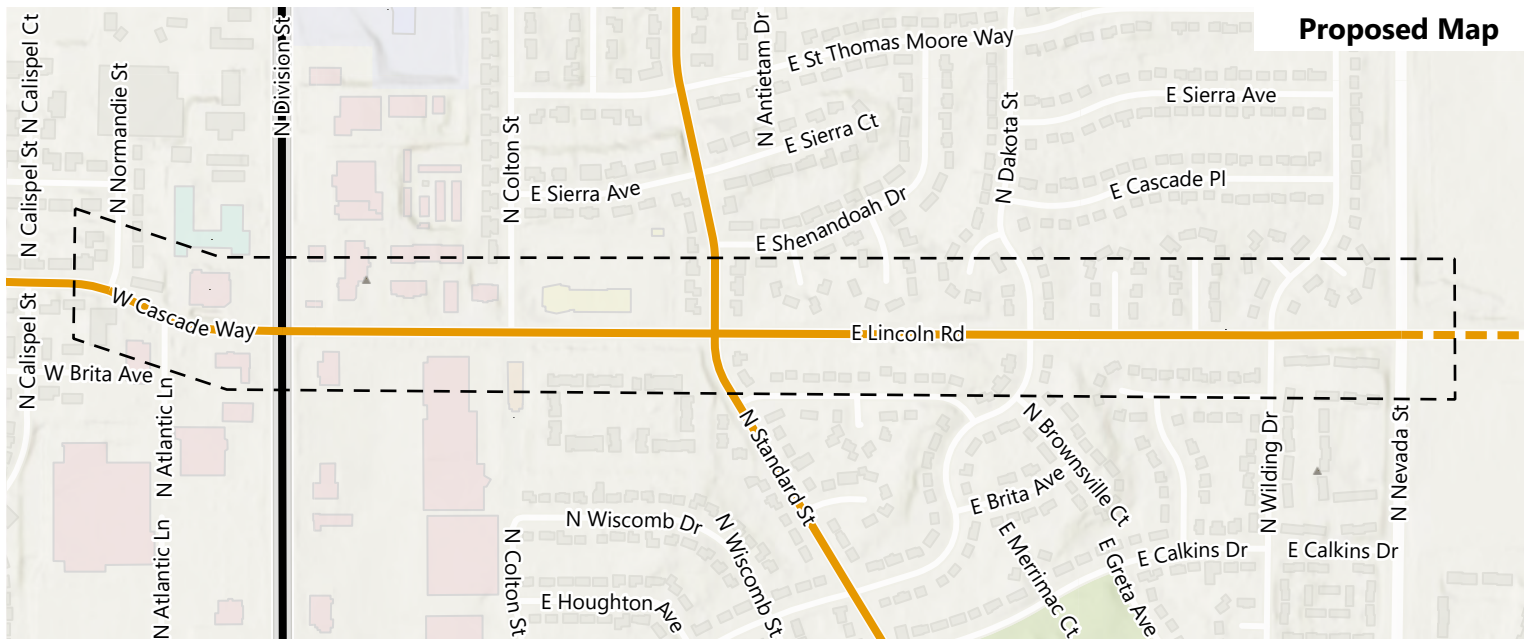 Proposed Map
N Calispel Ct
N Calispel St
N Calispel St
N Normandie St
N Division St
N Colton St
N Antietam Dr
E St Thomas Moore Way
E Sierra Ct
E Sierra Ave
E Shenandoah Dr
N Dakota St
E Sierra Ave
E Cascade Pl
W Cascade Way
E Lincoln Rd
W Brita Ave
N Atlantic Ln
N Atlantic Ln
N Standard St
N Wiscomb Dr
N Wiscomb St
N Colton St
E Houghton Ave
E Brita Ave
N Brownsville Ct
E Merrimac Ct
E Greta Ave
E Calkins Dr
N Wilding Dr
E Calkins Dr
N Nevada St